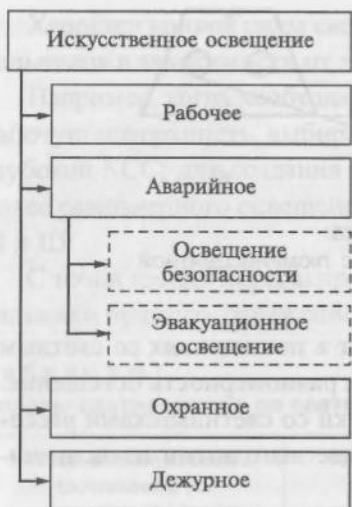 Искусственное освещение
Рабочее
Аварийное
Освещение
безопасности
Эвакуационное
освещение
Охранное
Дежурное